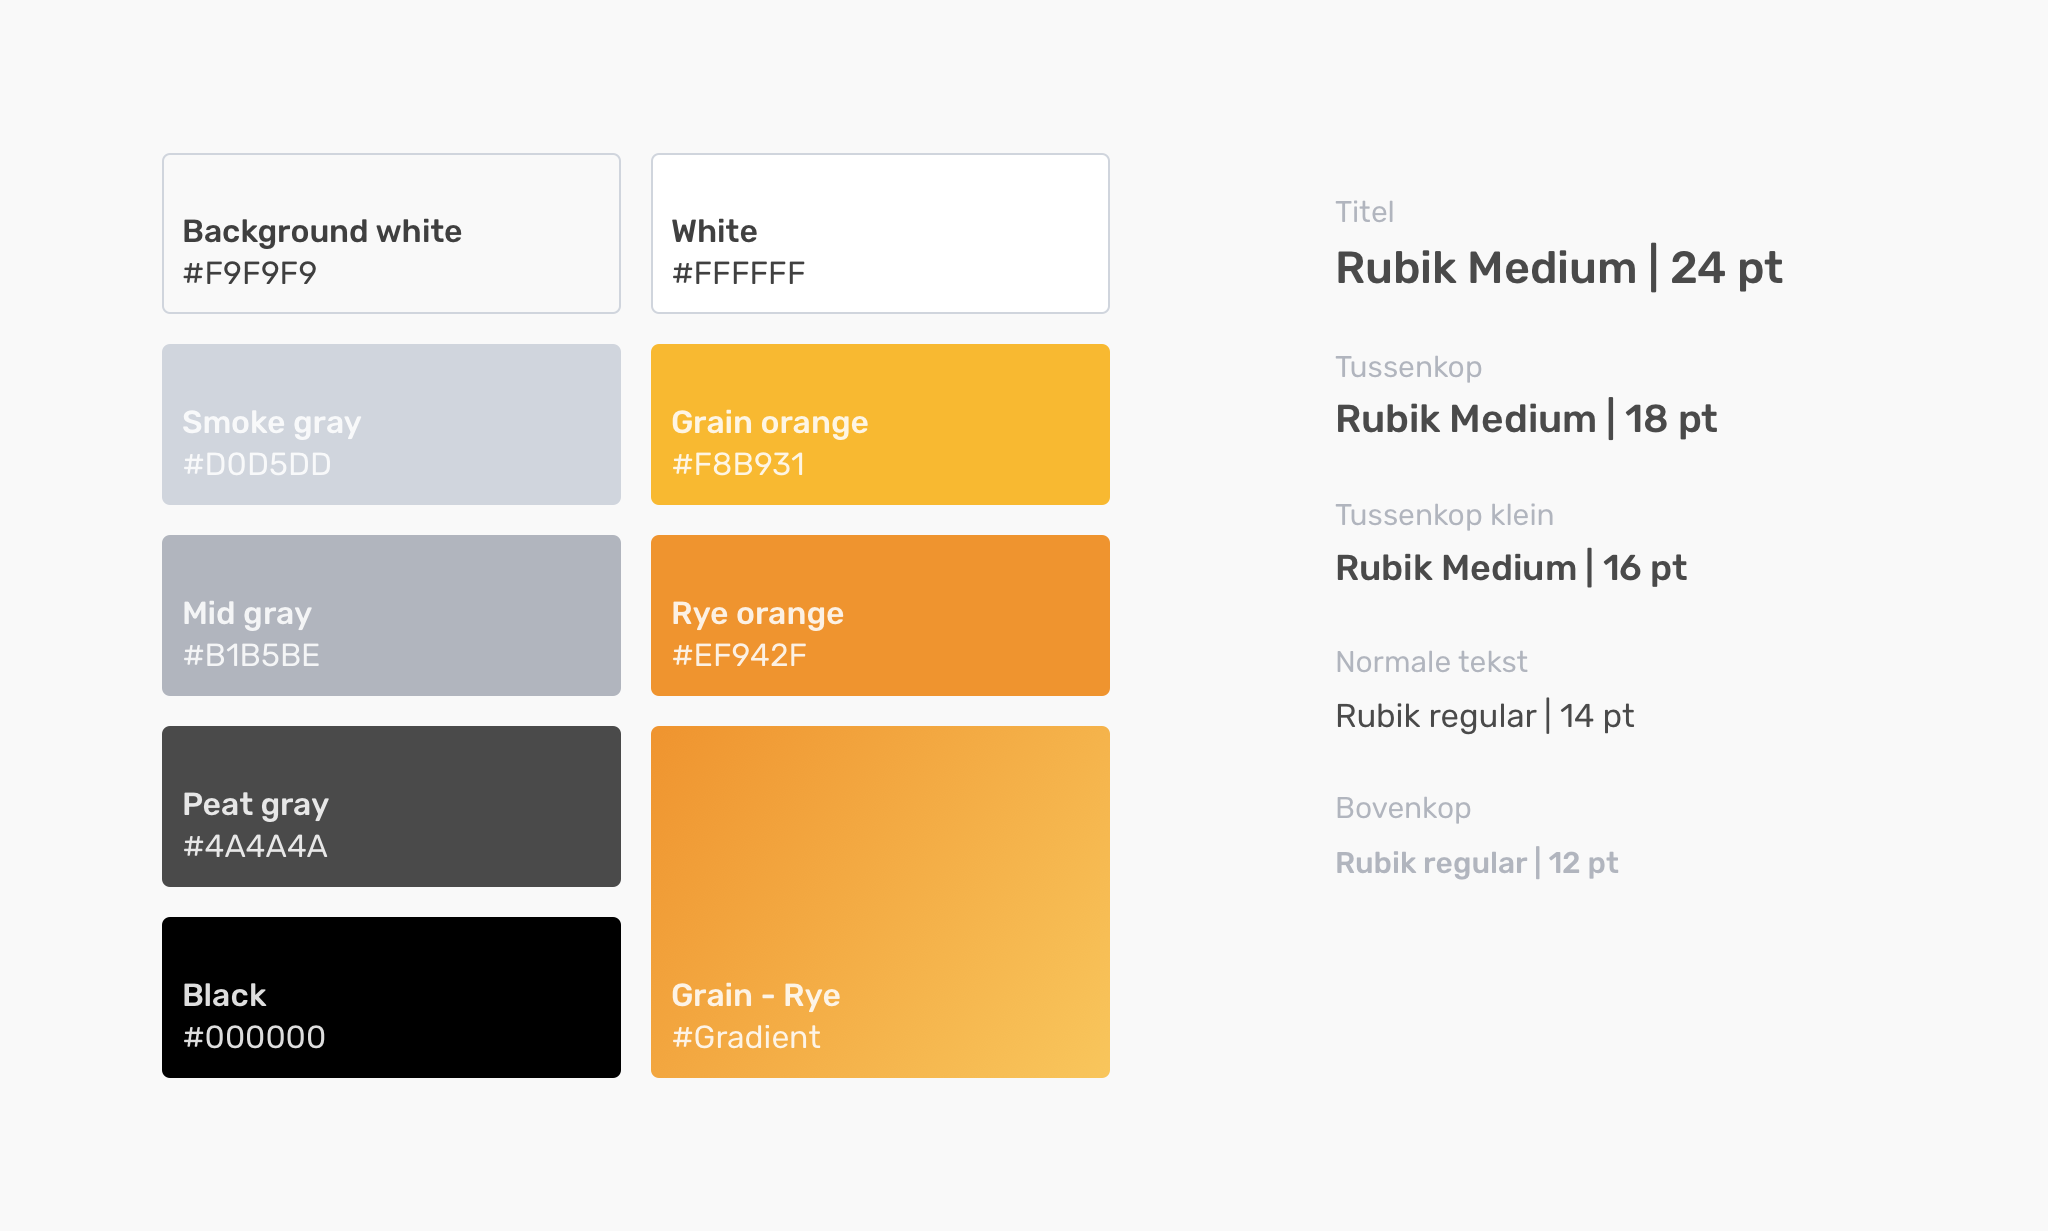 Background white
#F9F9F9
White
#FFFFFF
Smoke gray
#D0D5DD
Grain orange
#F8B931
Mid gray
#B1B5BE
Rye orange
#EF942F
Peat gray
#4A4A4A
Black
#000000
Grain - Rye
#Gradient
Titel
Rubik Medium | 24 pt
Tussenkop
Rubik Medium | 18 pt
Tussenkop klein
Rubik Medium | 16 pt
Normale tekst
Rubik regular | 14 pt
Bovenkop
Rubik regular | 12 pt